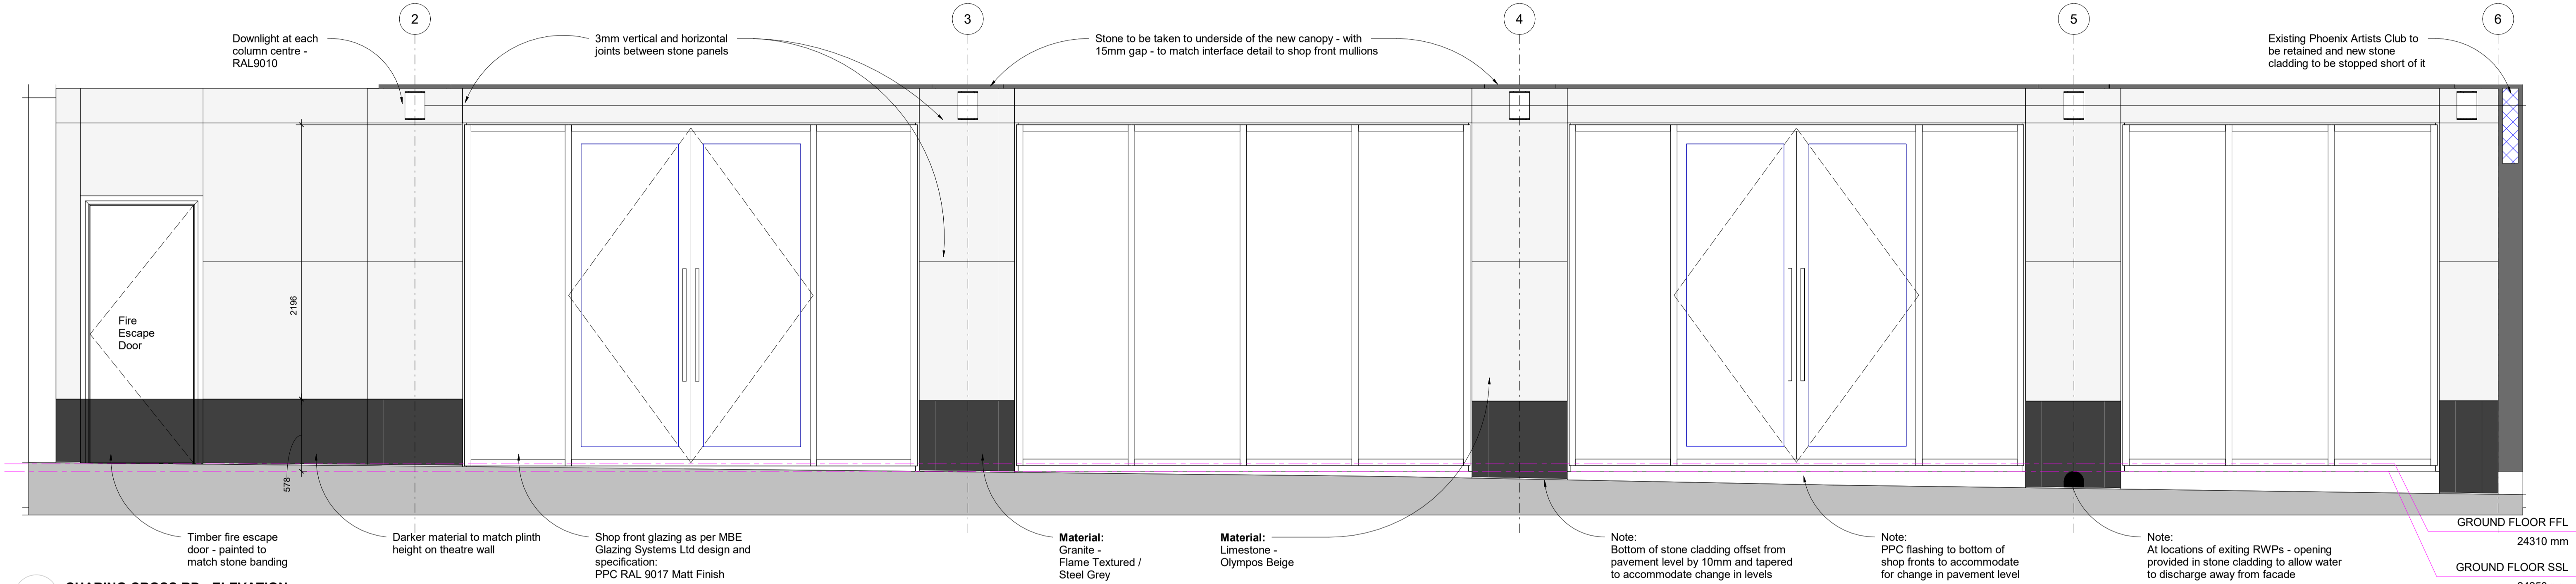 2
3
4
5
6
Downlight at each
column centre -
RAL9010
3mm vertical and horizontal
joints between stone panels
Stone to be taken to underside of the new canopy - with
15mm gap - to match interface detail to shop front mullions
Existing Phoenix Artists Club to
be retained and new stone
cladding to be stopped short of it
2196
Fire
Escape
Door
578
Timber fire escape
door - painted to
match stone banding
Darker material to match plinth
height on theatre wall
Shop front glazing as per MBE
Glazing Systems Ltd design and
specification:
PPC RAL 9017 Matt Finish
Material:
Granite -
Flame Textured /
Steel Grey
Material:
Limestone -
Olympos Beige
Note:
Bottom of stone cladding offset from
pavement level by 10mm and tapered
to accommodate change in levels
Note:
PPC flashing to bottom of
shop fronts to accommodate
for change in pavement level
Note:
At locations of exiting RWPs - opening
provided in stone cladding to allow water
to discharge away from facade
GROUND FLOOR FFL
24310 mm
GROUND FLOOR SSL
CHARING CROSS RD - ELEVATION